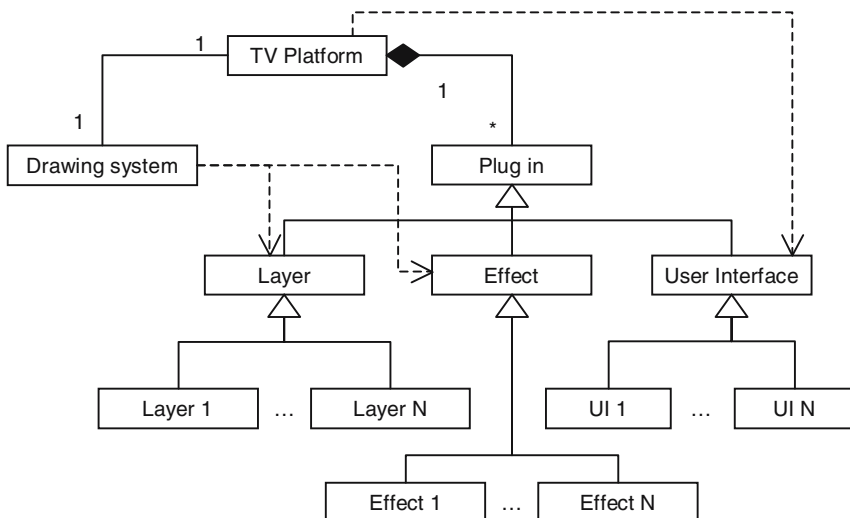 TV Platform
1
1
1
*
Drawing system
Plug in
Layer
Effect
User Interface
Layer 1
...
Layer N
UI 1
...
UI N
Effect 1
...
Effect N